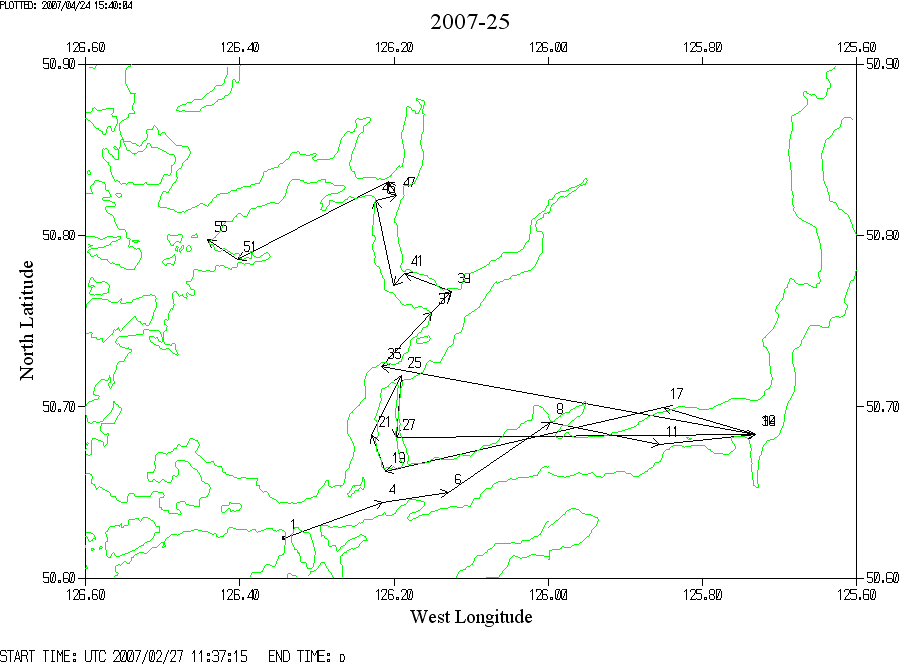 PLOTTED: 2007/04/24 15:40:04
2007-25
126.60 126.40 126.20 126.00 125.80 125.60
50.90 50.90
47
55
50.80 50.80
51
41
39
37
North Latitude
35
25
17
50.70 50.70
9
21 27 11
19
6
4
1
50.60 50.60
126.60 126.40 126.20 126.00 125.80 125.60
West Longitude
START TIME: UTC 2007/02/27 11:37:15 END TIME: 0